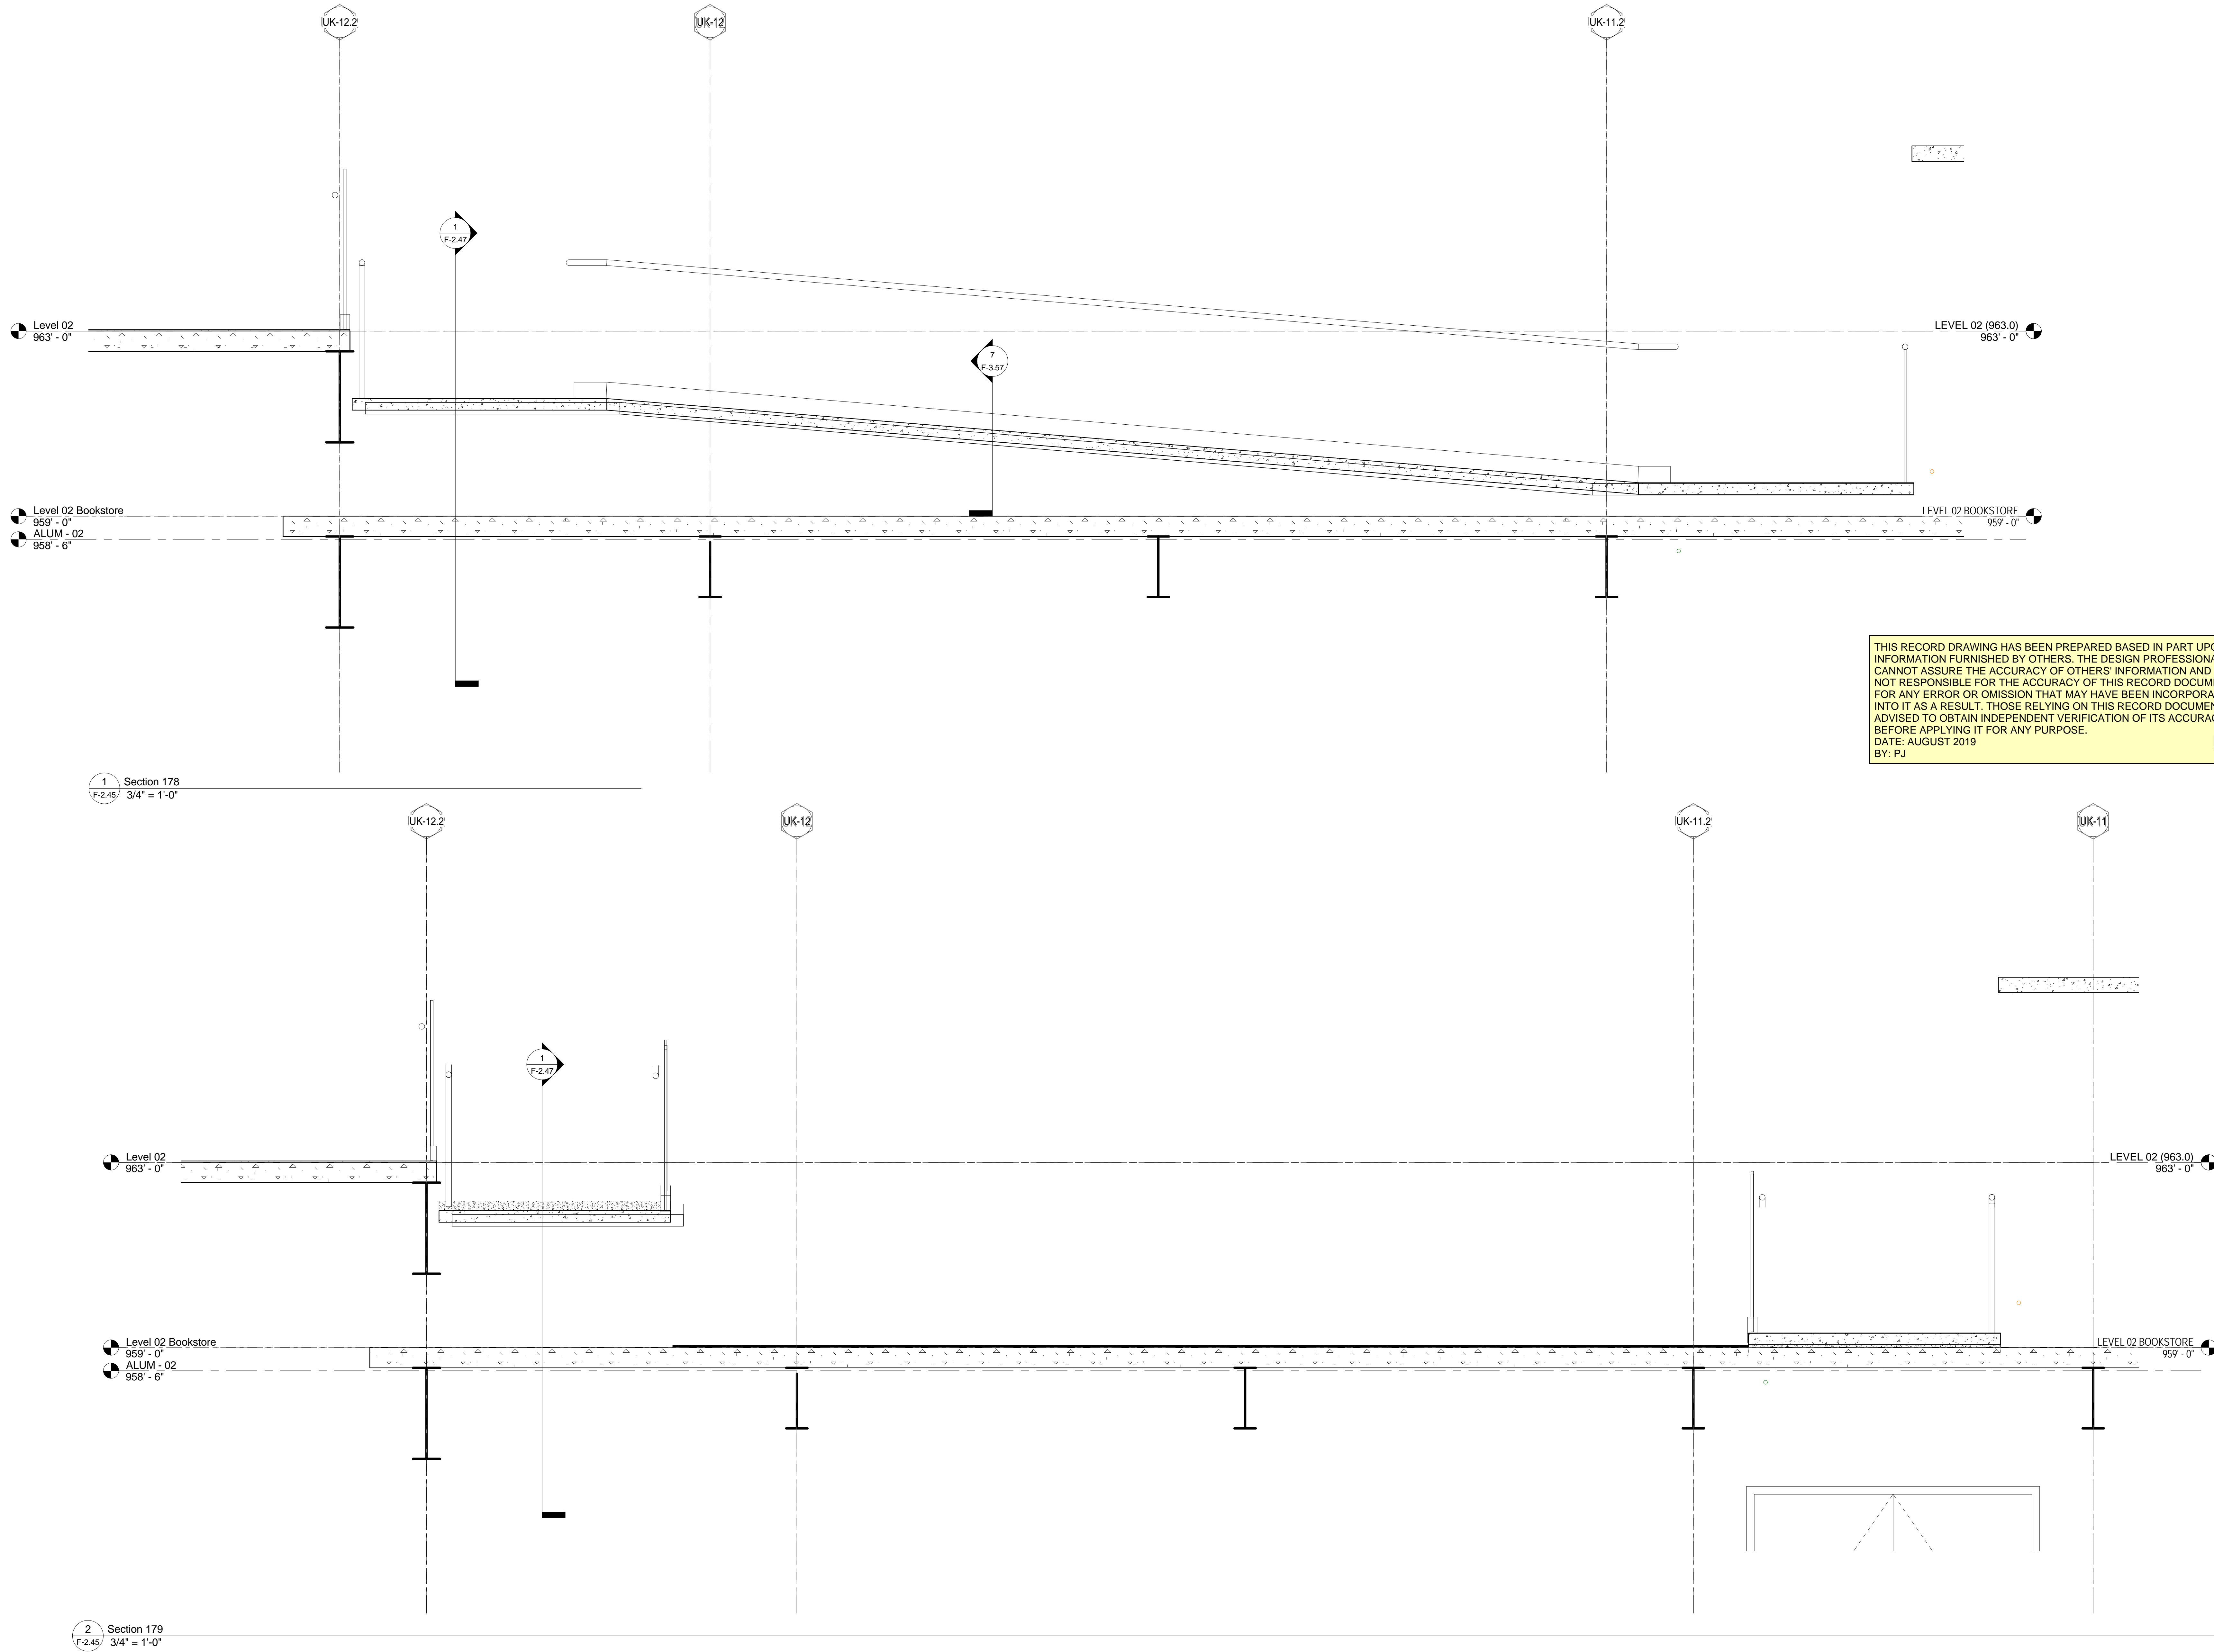 UK-12.2
UK-12
UK-11.2
1
F-2.47
Level 02
963' - 0"
LEVEL 02 (963.0)
963' - 0"
7
F-3.57
Level 02 Bookstore
959' - 0"
ALUM - 02
958' - 6"
LEVEL 02 BOOKSTORE
959' - 0"
THIS RECORD DRAWING HAS BEEN PREPARED BASED IN PART
INFORMATION FURNISHED BY OTHERS. THE DESIGN
CANNOT ASSURE THE ACCURACY OF OTHERS' INFORMATION AND
NOT RESPONSIBLE FOR THE ACCURACY OF THIS RECORD
FOR ANY ERROR OR OMISSION THAT MAY HAVE BEEN
INTO IT AS A RESULT. THOSE RELYING ON THIS RECORD
ADVISED TO OBTAIN INDEPENDENT VERIFICATION OF ITS
BEFORE APPLYING IT FOR ANY PURPOSE.
DATE: AUGUST 2019
BY: PJ
1
F-2.45
Section 178
3/4" = 1'-0"
UK-12.2
UK-12
UK-11.2
UK-11
1
F-2.47
Level 02
963' - 0"
LEVEL 02 (963.0)
963' - 0"
Level 02 Bookstore
959' - 0"
ALUM - 02
958' - 6"
LEVEL 02 BOOKSTORE
959' - 0"
2
F-2.45
Section 179
3/4" = 1'-0"